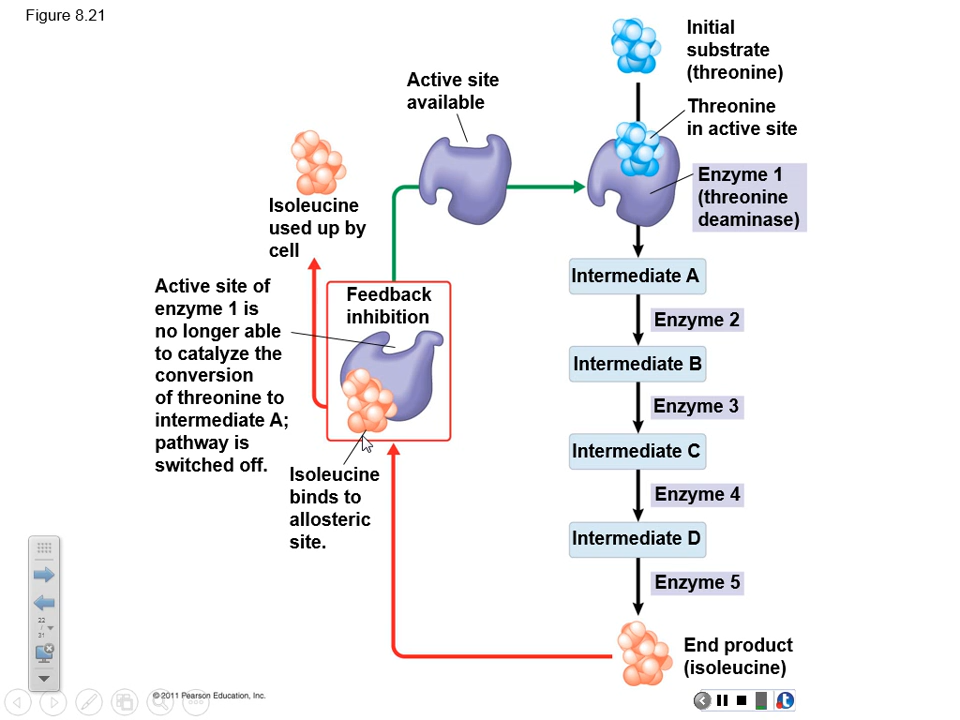 Figure 8.21
Initial
substrate
(threonine)
Active site
available
Threonine
in active site
Enzyme 1
(threonine
deaminase)
Isoleucine
used up by
cell
Intermediate A
Active site of
enzyme 1 is
no longer able
to catalyze the
conversion
of threonine to
intermediate A;
pathway is
switched off.
Feedback
inhibition
Enzyme 2
Intermediate B
Enzyme 3
Intermediate C
Isoleucine
binds to
allosteric
site.
Enzyme 4
Intermediate D
Enzyme 5
End product
(isoleucine)
22
/
31
© 2011 Pearson Education, Inc.
t